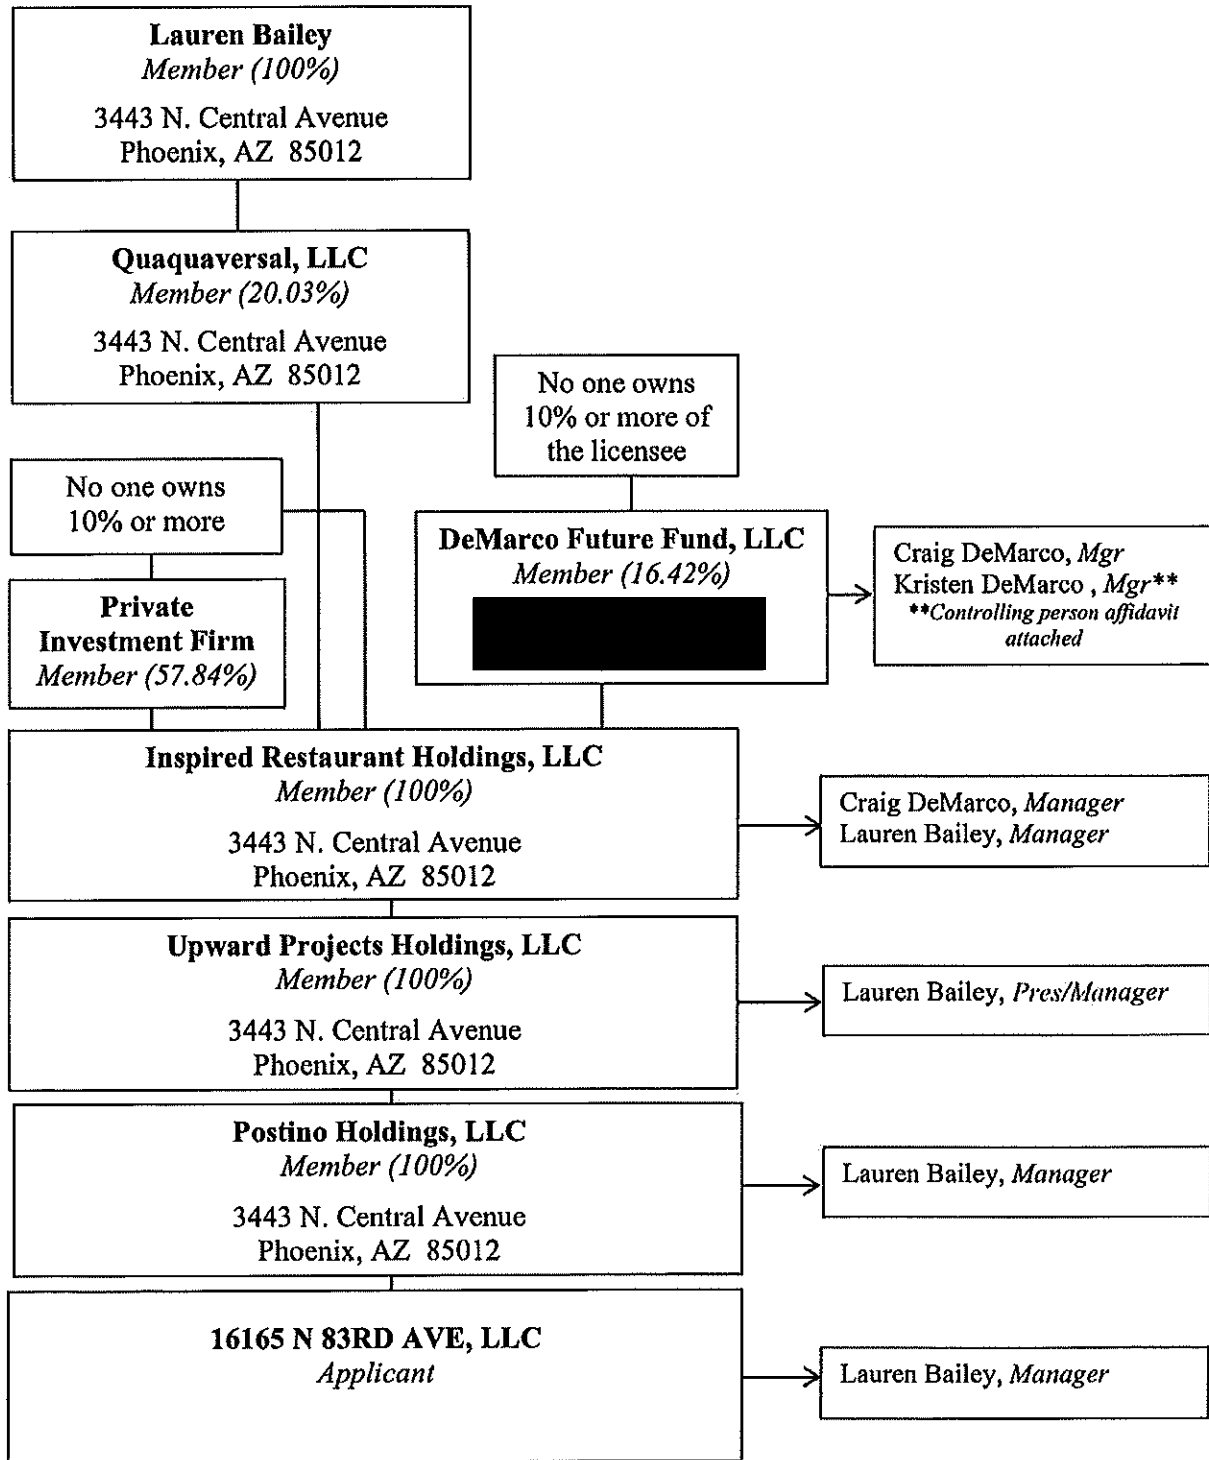 Lauren Bailey
Member (100%)
3443 N. Central Avenue
Phoenix, AZ 85012
Quaquaversal, LLC
Member (20.03%)
3443 N. Central Avenue
Phoenix, AZ 85012
No one owns
10% or more of
the licensee
No one owns
10% or more
DeMarco Future Fund, LLC
Member (16.42%)
Craig DeMarco, Mgr
Kristen DeMarco , Mgr**
**Controlling person affidavit
attached
Private
Investment Firm
Member (57.84%)
Inspired Restaurant Holdings, LLC
Member (100%)
3443 N. Central Avenue
Phoenix, AZ 85012
Craig DeMarco, Manager
Lauren Bailey, Manager
Upward Projects Holdings, LLC
Member (100%)
3443 N. Central Avenue
Phoenix, AZ 85012
Lauren Bailey, Pres/Manager
Postino Holdings, LLC
Member (100%)
3443 N. Central Avenue
Phoenix, AZ 85012
Lauren Bailey, Manager
16165 N 83RD AVE, LLC
Applicant
Lauren Bailey, Manager